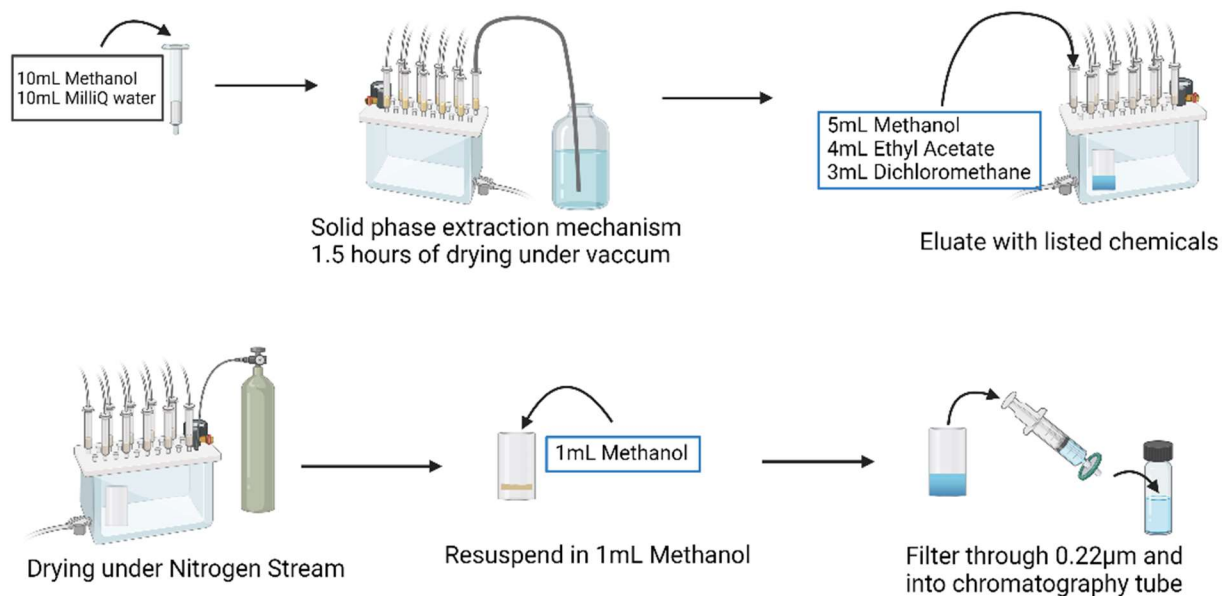 10mL Methanol
10mL MilliQ water
Solid phase extraction mechanism
1.5 hours of drying under vaccum
5mL Methanol
4mL Ethyl Acetate
3mL Dichloromethane
Eluate with listed chemicals
Drying under Nitrogen Stream
1mL Methanol
Resuspend in 1mL Methanol
Filter through 0.22µm and
into chromatography tube